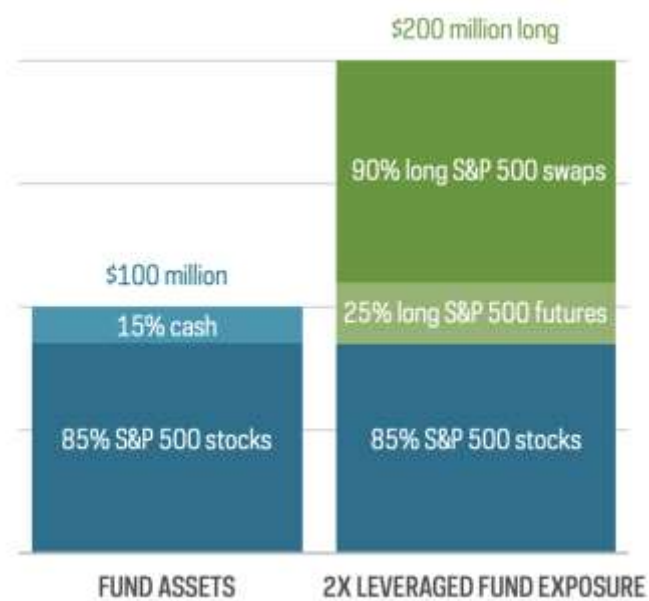 $200 million long
90% long S&P 500 swaps
$100 million
15% cash
25% long S&P 500 futures
85% S&P 500 stocks
85% S&P 500 stocks
FUND ASSETS
2X LEVERAGED FUND EXPOSURE